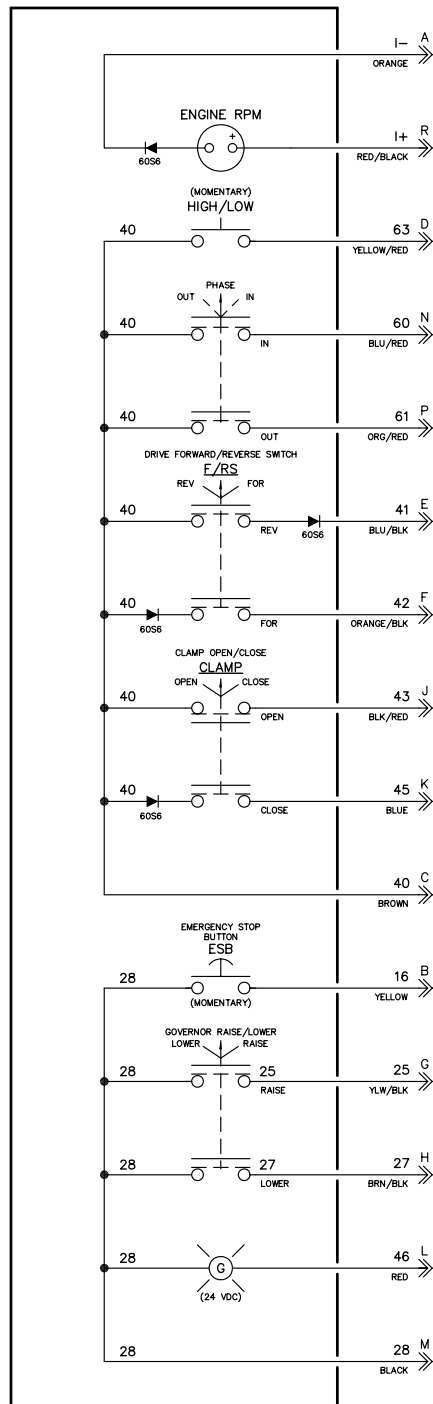 I– A
ORANGE
ENGINE RPM
+
I+ R
60S6
RED/BLACK
(MOMENTARY)
HIGH/LOW
40 63 D
YELLOW/RED
PHASE
OUT IN
40 60 N
IN BLU/RED
40 61 P
OUT ORG/RED
DRIVE FORWARD/REVERSE SWITCH
F/RS
REV FOR
40 41 E
REV 60S6 BLU/BLK
40 42 F
60S6 FOR ORANGE/BLK
CLAMP OPEN/CLOSE
CLAMP
OPEN CLOSE
40 43 J
OPEN BLK/RED
40 45 K
60S6 CLOSE BLUE
40 C
BROWN
EMERGENCY STOP
BUTTON
ESB
28 16 B
(MOMENTARY) YELLOW
GOVERNOR RAISE/LOWER
LOWER RAISE
28 25 25 G
RAISE YLW/BLK
28 27 27 H
LOWER BRN/BLK
28 G 46 L
RED
(24 VDC)
28 28 M
BLACK